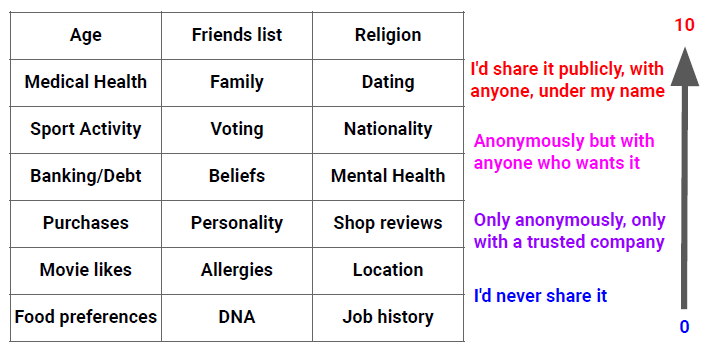 Age Friends list Religion
Medical Health Family Dating
Sport Activity Voting Nationality
Banking/Debt Beliefs Mental Health
Purchases Personality Shop reviews
Movie likes Allergies Location
Food preferences DNA Job history
10
I'd share it publicly, with
anyone, under my name
Anonymously but with
anyone who wants it
Only anonymously, only
with a trusted company
I'd never share it
0